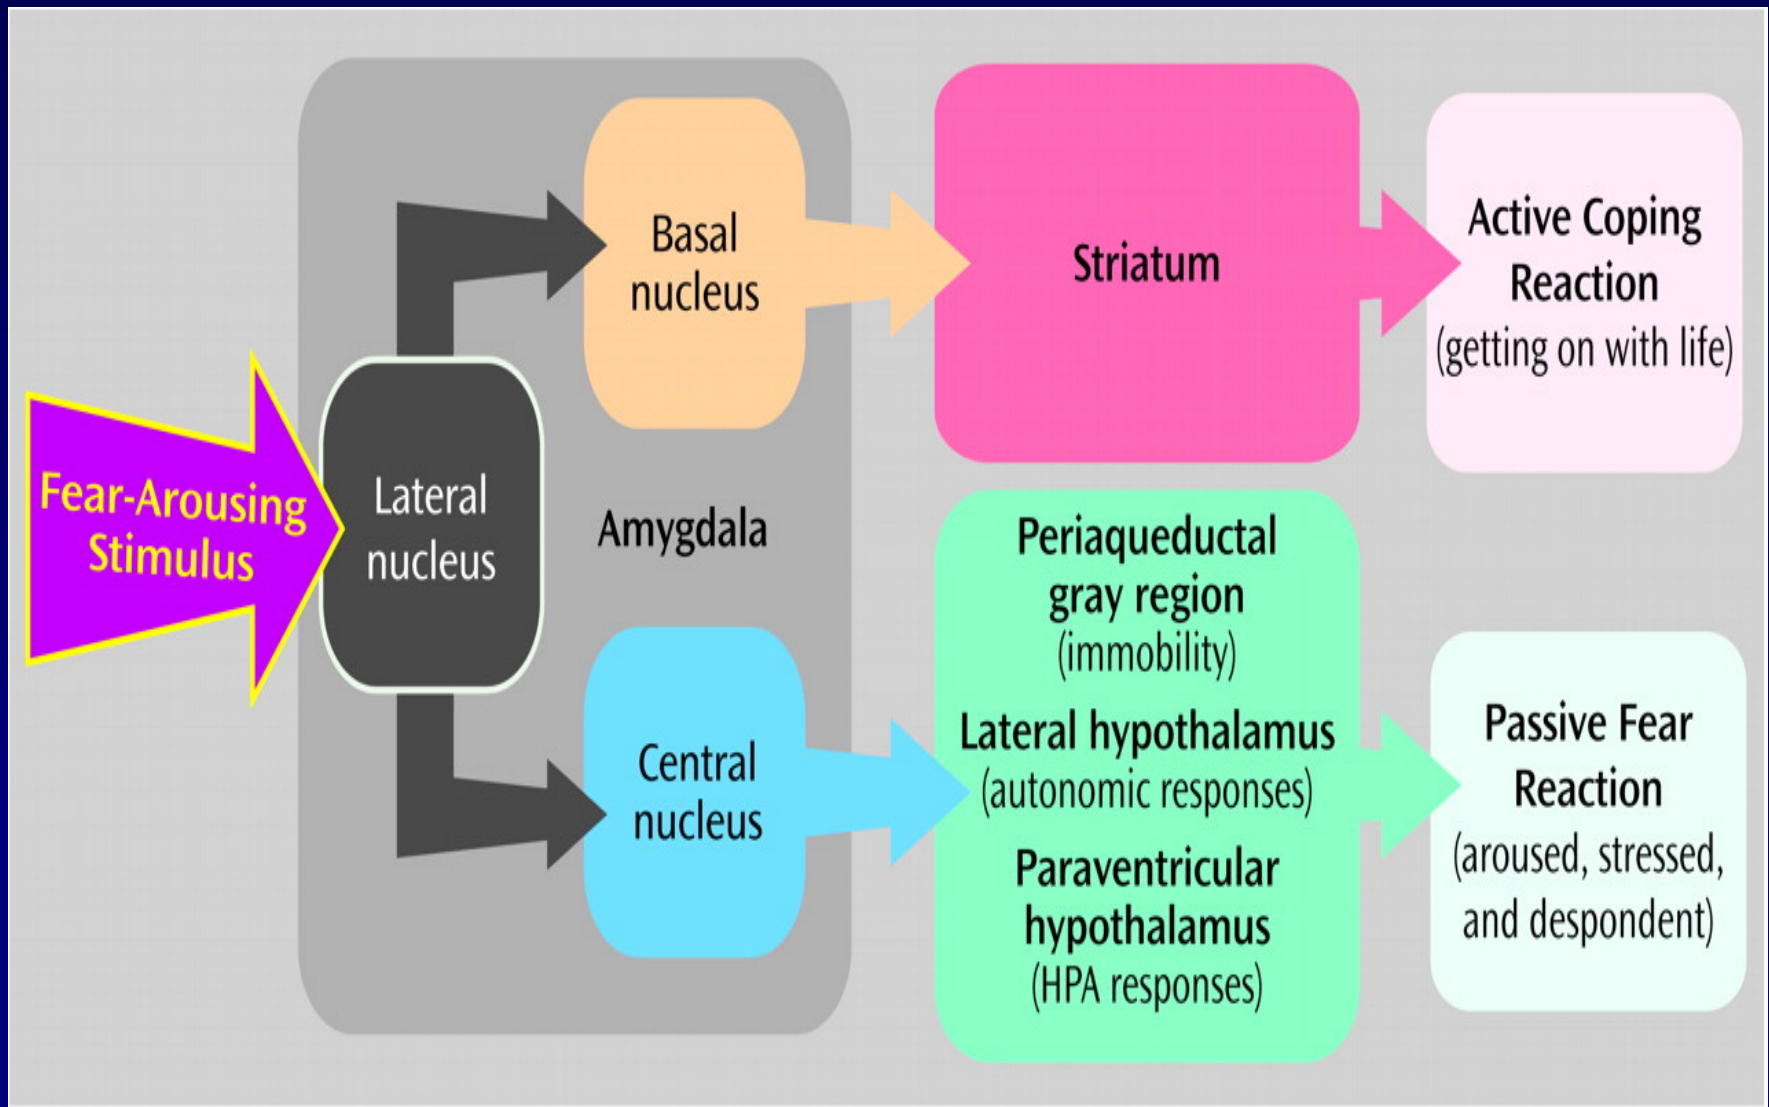 Fear-Arousing
Stimulus
Lateral
nucleus
Amygdala
Basal
nucleus
Central
nucleus
Striatum
Periaqueductal
gray region
(immobility)
Lateral hypothalamus
(autonomic responses)
Paraventricular
hypothalamus
(HPA responses)
Active Coping
Reaction
(getting on with life)
Passive Fear
Reaction
(aroused, stressed,
and despondent)